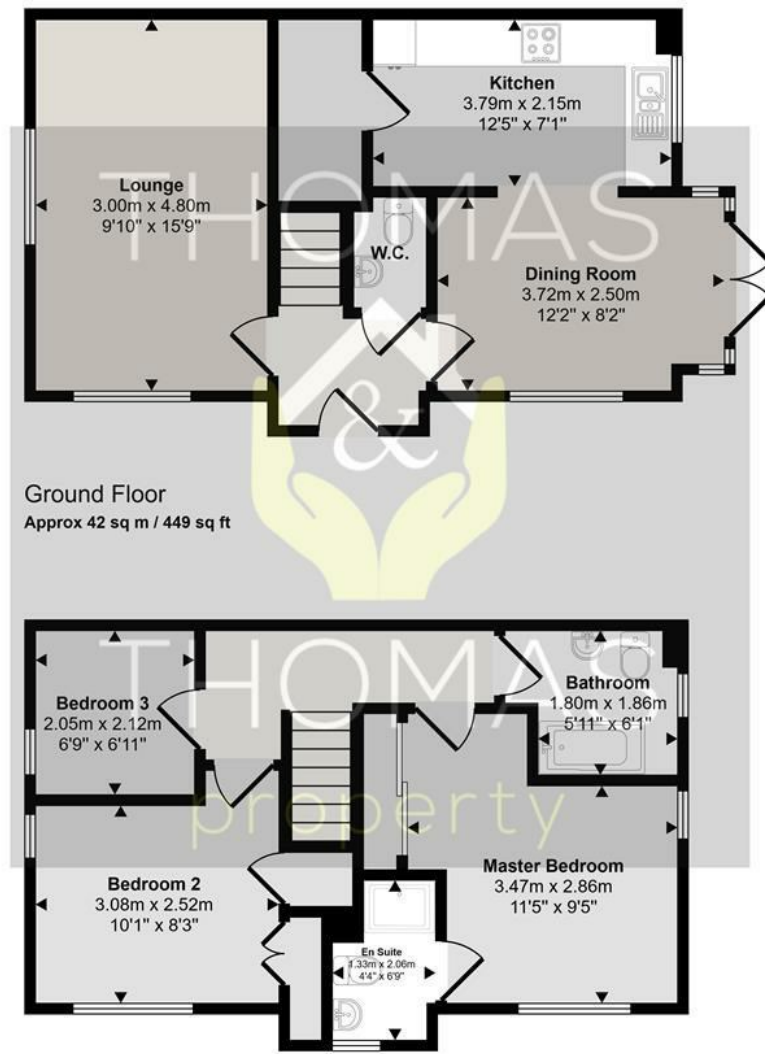 Kitchen
3.79m x 2.15m
12'5" x 7'1"
Lounge
3.00m x 4.80m
9'10" x 15'9"
THOMAS
W.C.
Dining Room
3.72m x 2.50m
12'2" x 8'2"
&
Ground Floor
Approx 42 sq m / 449 sq ft
THOMAS
Bedroom 3
2.05m x 2.12m
6'9" x 6'11"
Bathroom
1.80m x 1.86m
5'11" x 6'1"
property
Master Bedroom
3.47m x 2.86m
11'5" x 9'5"
Bedroom 2
3.08m x 2.52m
10'1" x 8'3"
En Suite
1.33m x 2.06m
4'4" x 6'9"